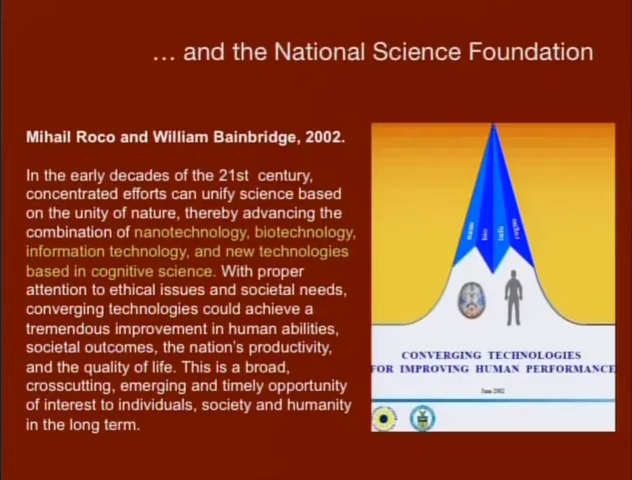 … and the National Science Foundation
Mihail Roco and William Bainbridge, 2002.
In the early decades of the 21st century,
concentrated efforts can unify science based
on the unity of nature, thereby advancing the
combination of nanotechnology, biotechnology,
information technology, and new technologies
based in cognitive science. With proper
attention to ethical issues and societal needs,
converging technologies could achieve a
tremendous improvement in human abilities,
societal outcomes, the nation's productivity,
and the quality of life. This is a broad,
crosscutting, emerging and timely opportunity
of interest to individuals, society and humanity
in the long term.
nano
bio
info
cogno
CONVERGING TECHNOLOGIES
FOR IMPROVING HUMAN PERFORMANCE
June 2002